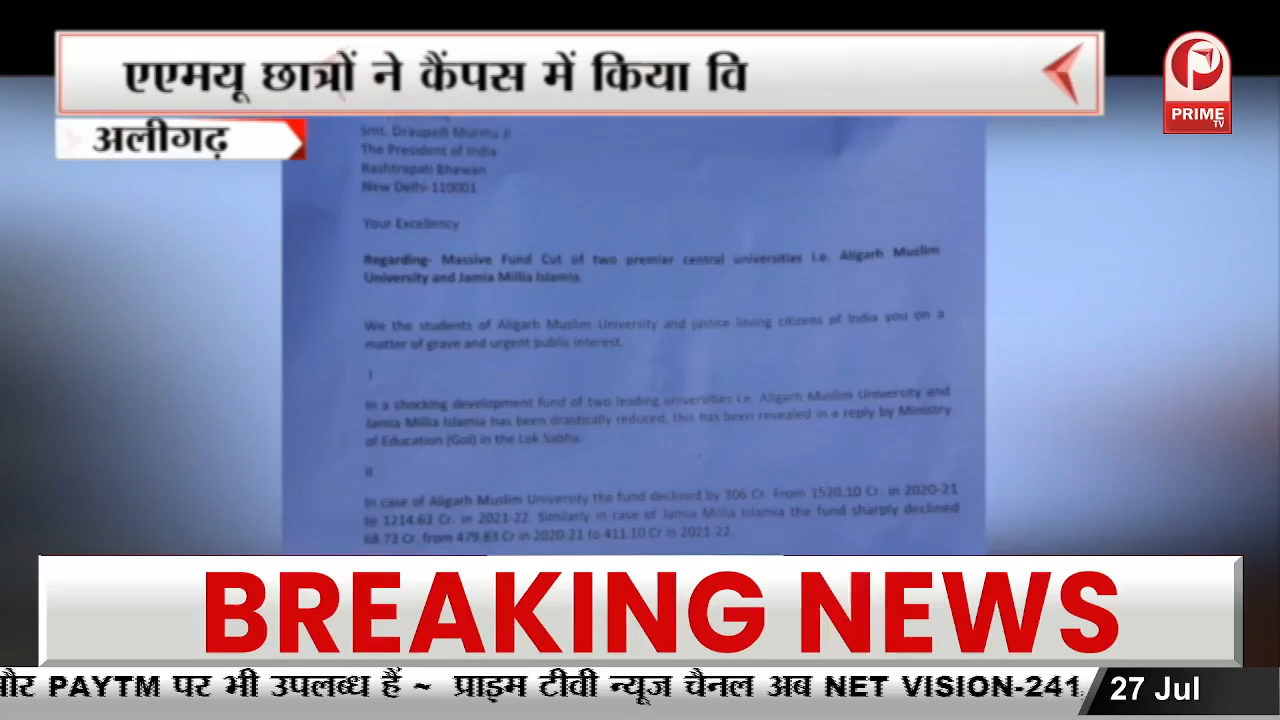 एएमयू छात्रों ने कैंपस में किया वि
PRIME
TV
अलीगढ़
Smt. Draupedi Murmu Ji
The President of India
Rashtrapati Bhawan
New Delhi-110001
Your Excellency
Regarding- Massive Fund Cut of two premier central universities i.e. Aligarh Muslim
University and Jamia Millia Islamia.
We the students of Aligarh Muslim University and justice loving citizens of India you on a
matter of grave and urgent public interest.
I
In a shocking development fund of two leading universities i.e. Aligarh Muslim University and
Jamia Millia Islamia has been drastically reduced, this has been revealed in a reply by Ministry
of Education (GoI) in the Lok Sabha.
II
In case of Aligarh Muslim University the fund declined by 306 Cr. From 1520.10 Cr. in 2020-21
to 1214.63 Cr. in 2021-22. Similarly in case of Jamia Millia Islamia the fund sharply declined
68.73 Cr. from 479.83 Cr in 2020-21 to 411.10 Cr in 2021-22.
BREAKING NEWS
और PAYTM पर भी उपलब्ध हैं ~ प्राइम टीवी न्यूज चैनल अब NET VISION-241
27 Jul